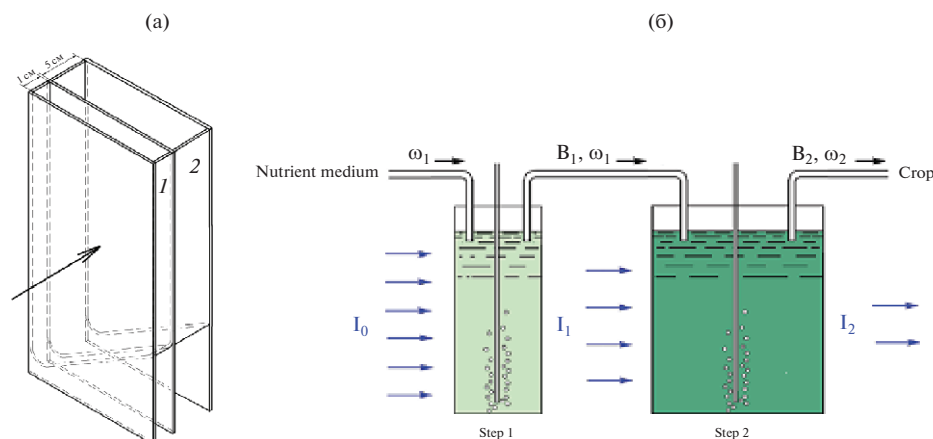 (а)
(б)
1 см
5 см
1
2
Nutrient medium
ω₁
B₁, ω₁
B₂, ω₂
Crop
I₀
I₁
I₂
Step 1
Step 2